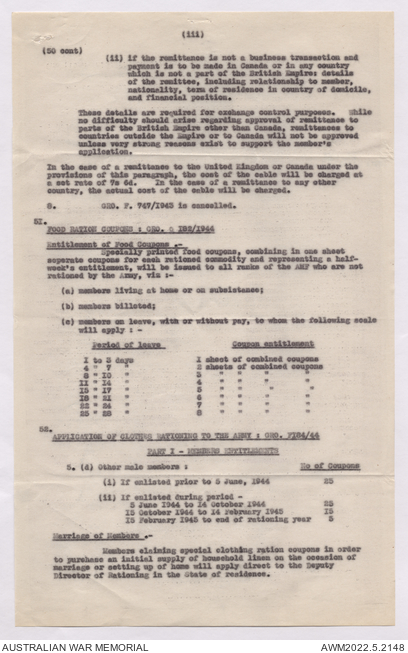 (iii)
(50 cont)
(ii) if the remittance is not a business transaction and
payment is to be made in Canada or in any country
which is not a part of the British Empire: details
of the remittee, including relationship to member,
nationality, term of residence in country of domicile,
and financial position.
These details are required for exchange control purposes. While
no difficulty should arise regarding approval of remittance to
parts of the British Empire other than Canada, remittances to
countries outside the Empire or to Canada will not be approved
unless very strong reasons exist to support the member's
application.
In the case of a remittance to the United Kingdom or Canada under the
provisions of this paragraph, the cost of the cable will be charged at
a set rate of 7s 6d. In the case of a remittance to any other
country, the actual cost of the cable will be charged.
8. GRO. F. 747/1943 is cancelled.
51.
FOOD RATION COUPONS : GRO. 182/1944
Entitlement of Food Coupons .-
Specially printed food coupons, combining in one sheet
seperate coupons for each rationed commodity and representing a half-
week's entitlement, will be issued to all ranks of the AMF who are not
rationed by the Army, viz :-
(a) members living at home or on subsistance;
(b) members billeted;
(c) members on leave, with or without pay, to whom the following scale
will apply : -
Period of leave Coupon entitlement
1 to 3 days 1 sheet of combined coupons
4 " 7 " 2 sheets of combined coupons
8 " 10 " 3 " " " "
11 " 14 " 4 " " " "
15 " 17 " 5 " " " "
18 " 21 " 6 " " " "
22 " 24 " 7 " " " "
25 " 28 " 8 " " " "
52.
APPLICATION OF CLOTHES RATIONING TO THE ARMY : GRO. F184/44
PART I - MEMBERS ENTITLEMENTS
5. (d) Other male members : No of Coupons
(i) If enlisted prior to 5 June, 1944 25
(ii) If enlisted during period -
5 June 1944 to 14 October 1944 25
15 October 1944 to 14 February 1945 15
15 February 1945 to end of rationing year 5
Marriage of Members .-
Members claiming special clothing ration coupons in order
to purchase an initial supply of household linen on the occasion of
marriage or setting up of home will apply direct to the Deputy
Director of Rationing in the State of residence.
AUSTRALIAN WAR MEMORIAL AWM2022.5.2148